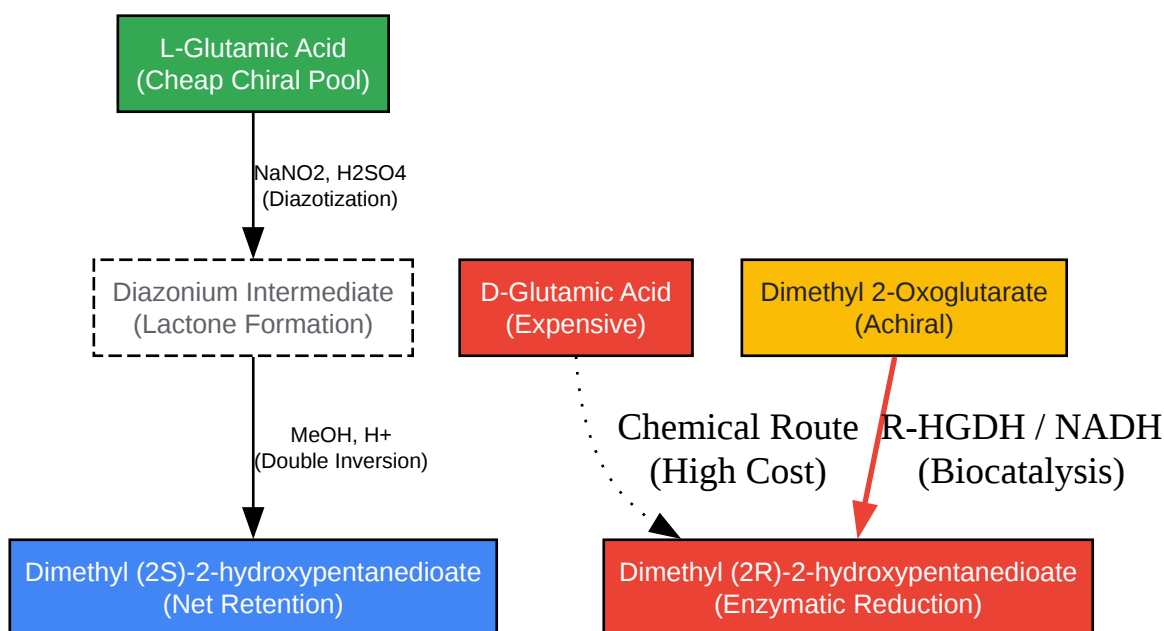 L-Glutamic Acid
(Cheap Chiral Pool)
NaNO2, H2SO4
(Diazotization)
Diazonium Intermediate
(Lactone Formation)
D-Glutamic Acid
(Expensive)
Dimethyl 2-Oxoglutarate
(Achiral)
MeOH, H+
(Double Inversion)
Chemical Route
(High Cost)
R-HGDH / NADH
(Biocatalysis)
Dimethyl (2S)-2-hydroxypentanedioate
(Net Retention)
Dimethyl (2R)-2-hydroxypentanedioate
(Enzymatic Reduction)